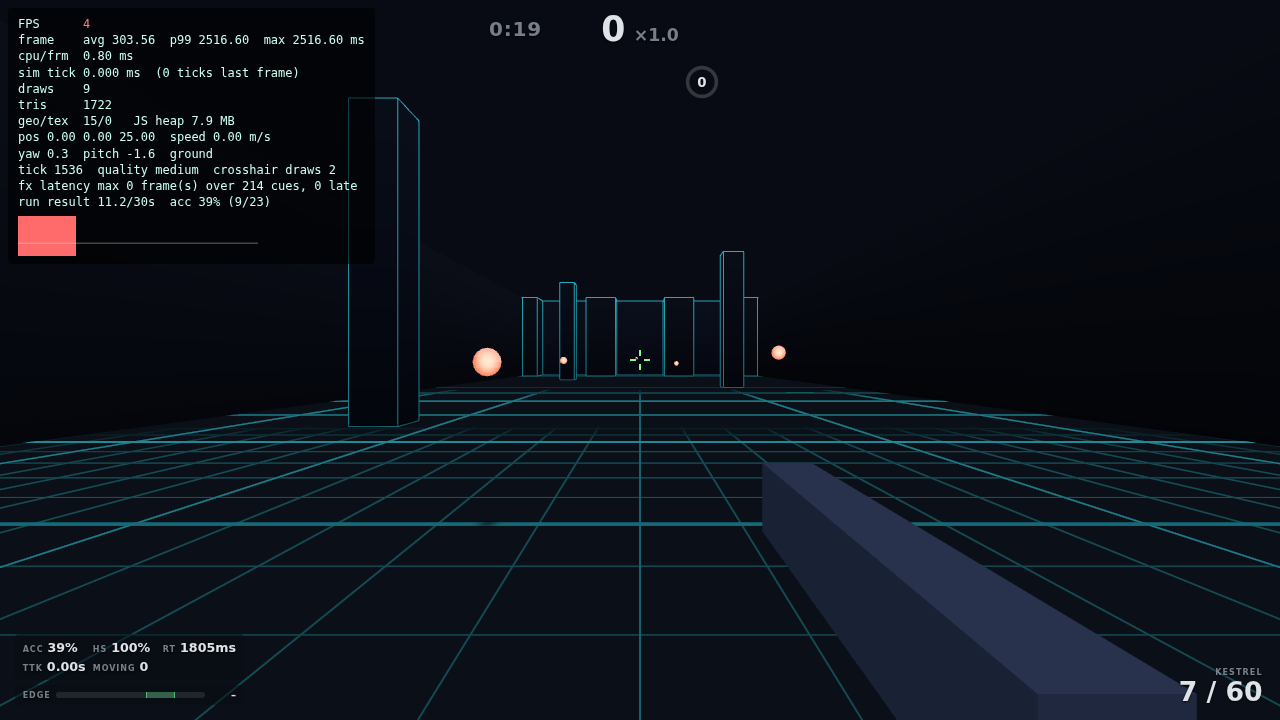 FPS 4
frame avg 303.56 p99 2516.60 max 2516.60 ms
cpu/frm 0.80 ms
sim tick 0.000 ms (0 ticks last frame)
draws 9
tris 1722
geo/tex 15/0 JS heap 7.9 MB
pos 0.00 0.00 25.00 speed 0.00 m/s
yaw 0.3 pitch -1.6 ground
tick 1536 quality medium crosshair draws 2
fx latency max 0 frame(s) over 214 cues, 0 late
run result 11.2/30s acc 39% (9/23)
0:19 0 ×1.0
0
ACC 39% HS 100% RT 1805ms
TTK 0.00s MOVING 0
EDGE -
KESTREL
7 / 60